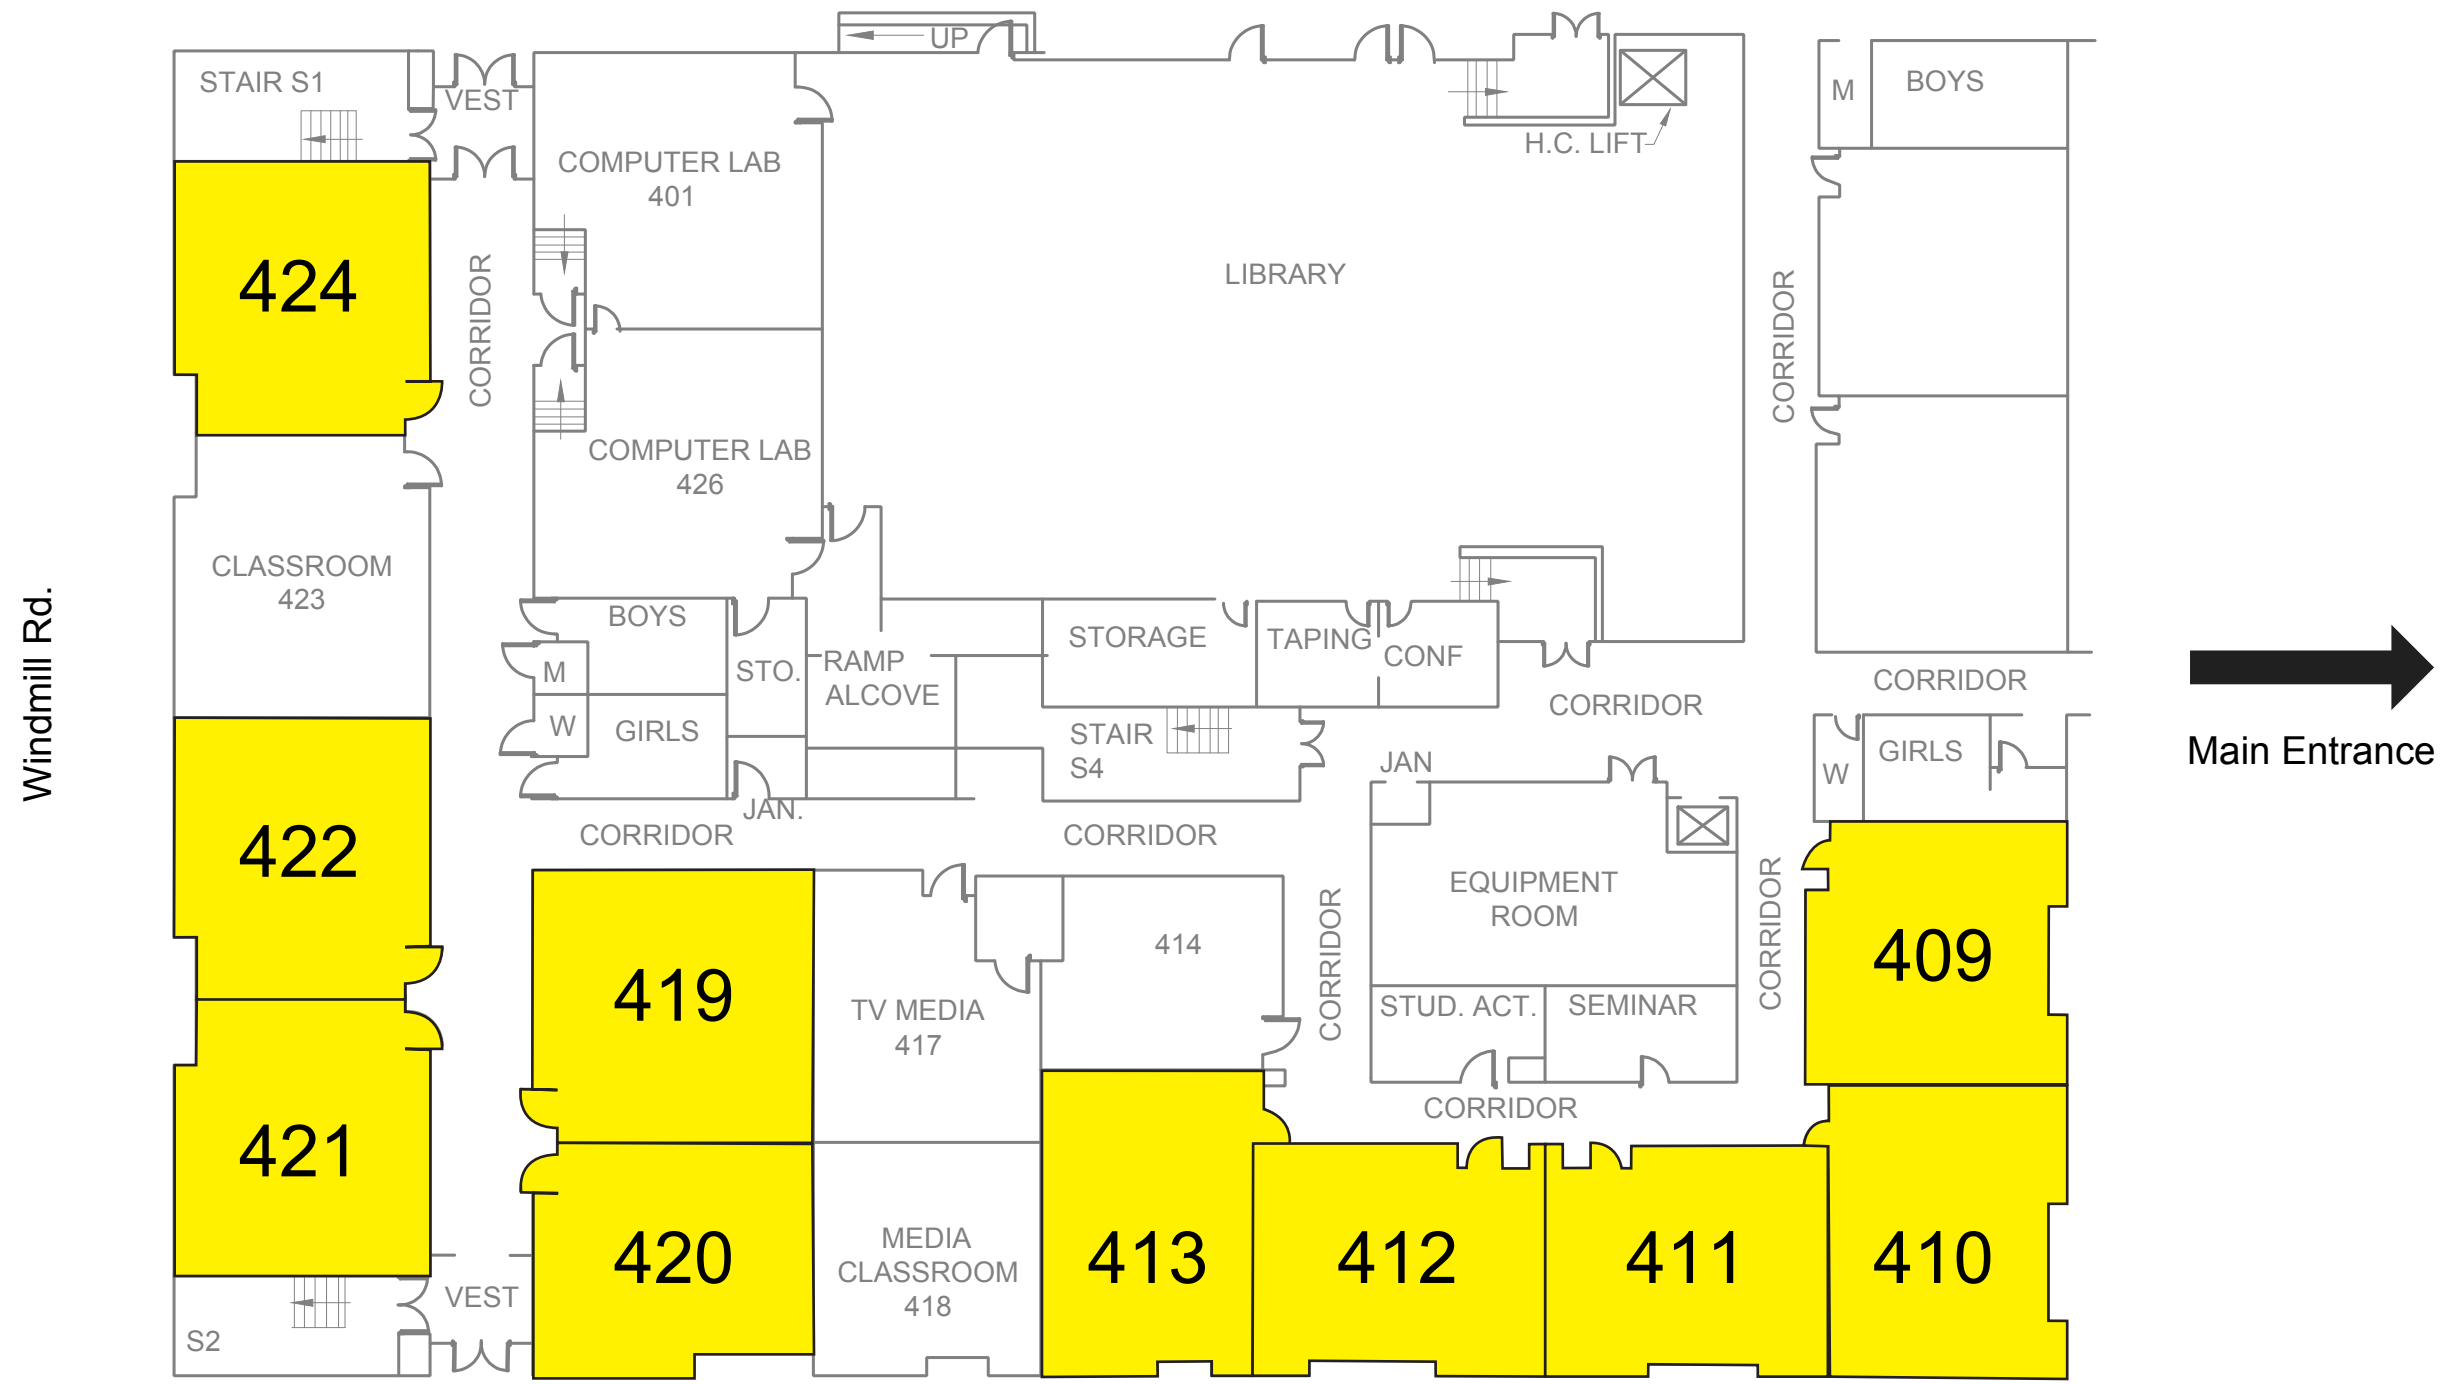 UP
STAIR S1
VEST
M
BOYS
H.C. LIFT
COMPUTER LAB
401
424
CORRIDOR
LIBRARY
CORRIDOR
COMPUTER LAB
426
CLASSROOM
423
Windmill Rd.
BOYS
M
STO.
W
GIRLS
RAMP
ALCOVE
STORAGE
TAPING
CONF
STAIR
S4
CORRIDOR
CORRIDOR
Main Entrance
JAN
W
GIRLS
JAN.
CORRIDOR
CORRIDOR
422
419
TV MEDIA
417
414
CORRIDOR
EQUIPMENT
ROOM
CORRIDOR
409
STUD. ACT.
SEMINAR
CORRIDOR
421
420
MEDIA
CLASSROOM
418
413
412
411
410
VEST
S2